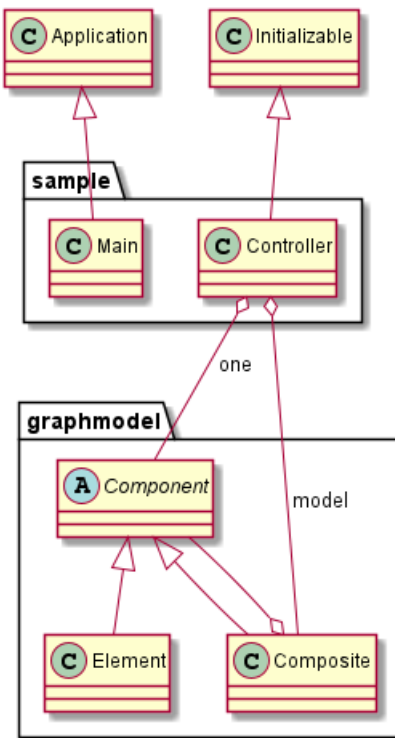 C Application
C Initializable
sample
C Main
C Controller
one
graphmodel
A Component
model
C Element
C Composite